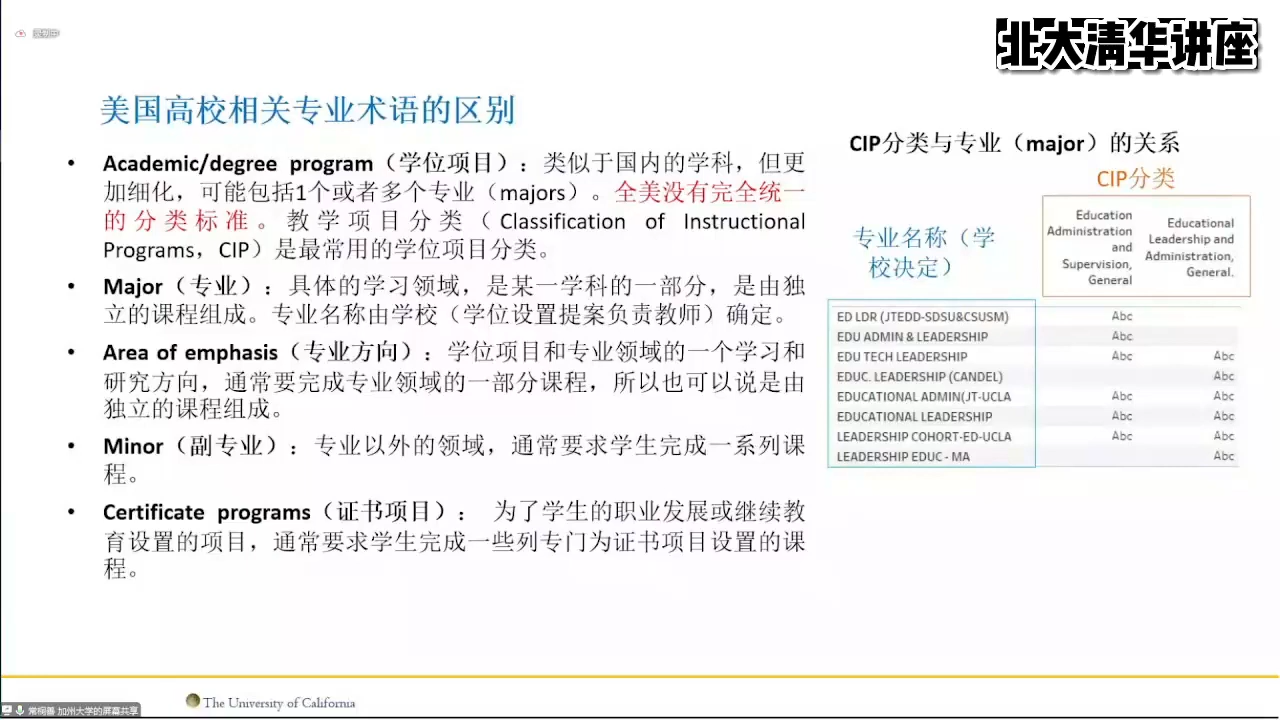 录制中
北大清华讲座
美国高校相关专业术语的区别
• Academic/degree program（学位项目）：类似于国内的学科，但更
加细化，可能包括1个或者多个专业（majors）。全美没有完全统一
的分类标准。教学项目分类（Classification of Instructional
Programs，CIP）是最常用的学位项目分类。
• Major（专业）：具体的学习领域，是某一学科的一部分，是由独
立的课程组成。专业名称由学校（学位设置提案负责教师）确定。
• Area of emphasis（专业方向）：学位项目和专业领域的一个学习和
研究方向，通常要完成专业领域的一部分课程，所以也可以说是由
独立的课程组成。
• Minor（副专业）：专业以外的领域，通常要求学生完成一系列课
程。
• Certificate programs（证书项目）： 为了学生的职业发展或继续教
育设置的项目，通常要求学生完成一些列专门为证书项目设置的课
程。
CIP分类与专业（major）的关系
CIP分类
专业名称（学
校决定）
Education
Administration
and
Supervision,
General
Educational
Leadership and
Administration,
General.
ED LDR (JTEDD-SDSU&CSUSM) Abc
EDU ADMIN & LEADERSHIP Abc
EDU TECH LEADERSHIP Abc Abc
EDUC. LEADERSHIP (CANDEL) Abc
EDUCATIONAL ADMIN(JT-UCLA Abc Abc
EDUCATIONAL LEADERSHIP Abc Abc
LEADERSHIP COHORT-ED-UCLA Abc Abc
LEADERSHIP EDUC - MA Abc
The University of California
常桐善 加州大学的屏幕共享